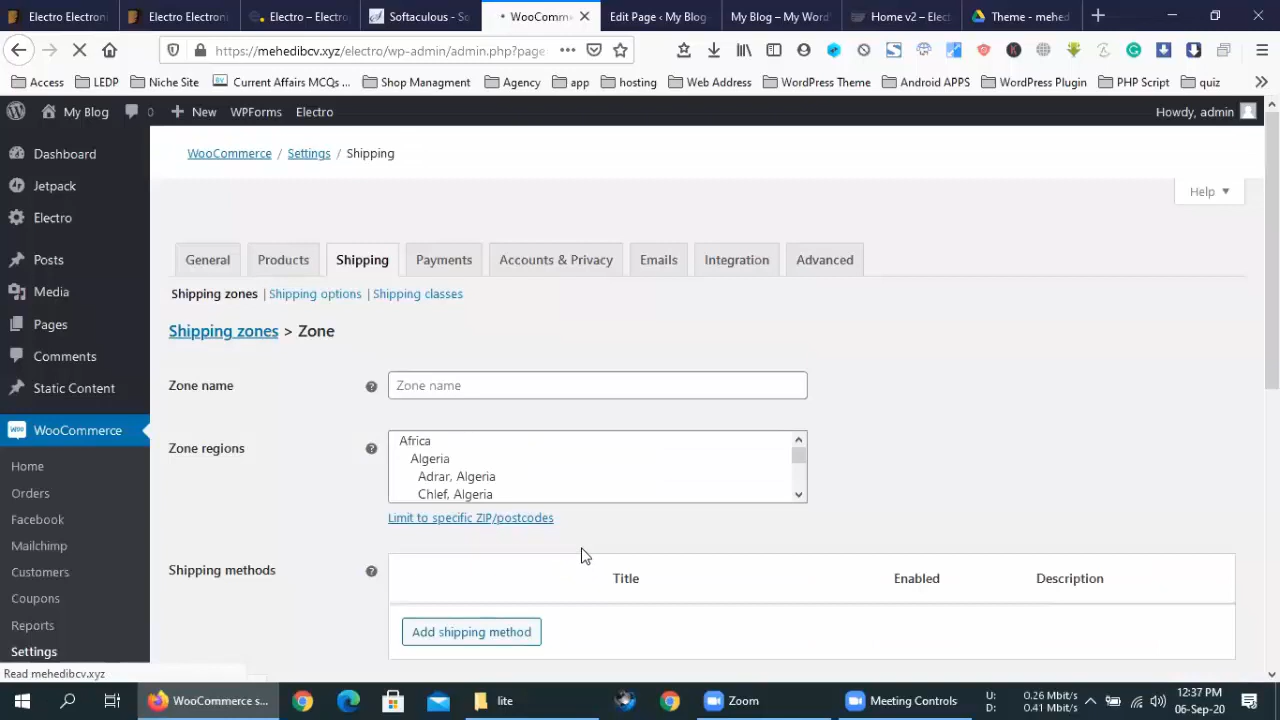 Electro Electroni
Electro Electronic
Electro – Electro
Softaculous - So
WooComm
Edit Page ‹ My Blog
My Blog – My Word
Home v2 – Elect
Theme - mehed
https://mehedibcv.xyz/electro/wp-admin/admin.php?page
Access
LEDP
Niche Site
Current Affairs MCQs ...
Shop Managment
Agency
app
hosting
Web Address
WordPress Theme
Android APPS
WordPress Plugin
PHP Script
quiz
My Blog
0
New
WPForms
Electro
Howdy, admin
Dashboard
Jetpack
Electro
Posts
Media
Pages
Comments
Static Content
WooCommerce
Home
Orders
Facebook
Mailchimp
Customers
Coupons
Reports
Settings
Read mehedibcv.xyz
WooCommerce / Settings / Shipping
Help
General
Products
Shipping
Payments
Accounts & Privacy
Emails
Integration
Advanced
Shipping zones | Shipping options | Shipping classes
Shipping zones > Zone
Zone name
Zone name
Zone regions
Africa
Algeria
Adrar, Algeria
Chlef, Algeria
Limit to specific ZIP/postcodes
Shipping methods
Title
Enabled
Description
Add shipping method
WooCommerce s...
lite
Zoom
Meeting Controls
U: 0.26 Mbit/s
D: 0.41 Mbit/s
12:37 PM
06-Sep-20